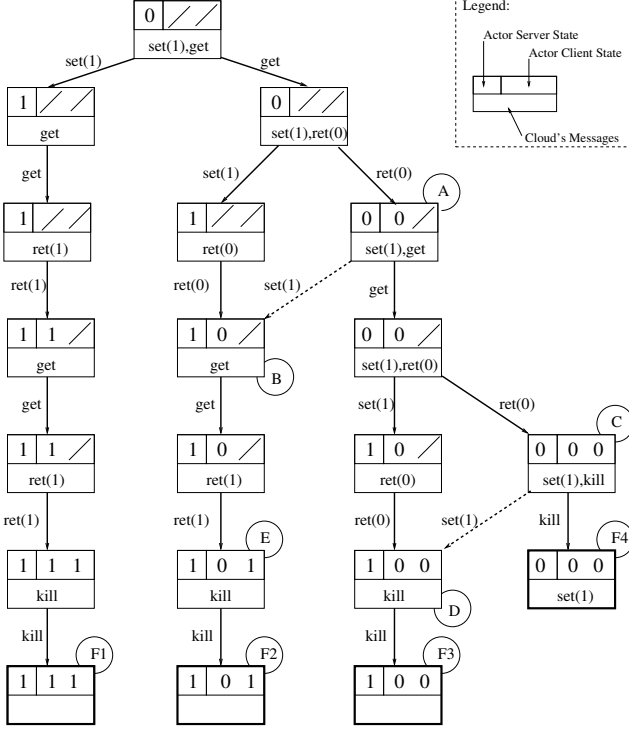 Legend:
Actor Server State
Actor Client State
Cloud's Messages
0
set(1),get
set(1)
get
1
get
0
set(1),ret(0)
get
set(1)
ret(0)
A
1
ret(1)
1
ret(0)
0 0
set(1),get
ret(1)
ret(0)
set(1)
get
1 1
get
1 0
get
B
0 0
set(1),ret(0)
get
get
set(1)
ret(0)
C
1 1
ret(1)
1 0
ret(1)
1 0
ret(0)
0 0 0
set(1),kill
ret(1)
ret(1)
E
ret(0)
set(1)
kill
F4
1 1 1
kill
1 0 1
kill
1 0 0
kill
D
0 0 0
set(1)
kill
F1
kill
F2
kill
F3
1 1 1
1 0 1
1 0 0